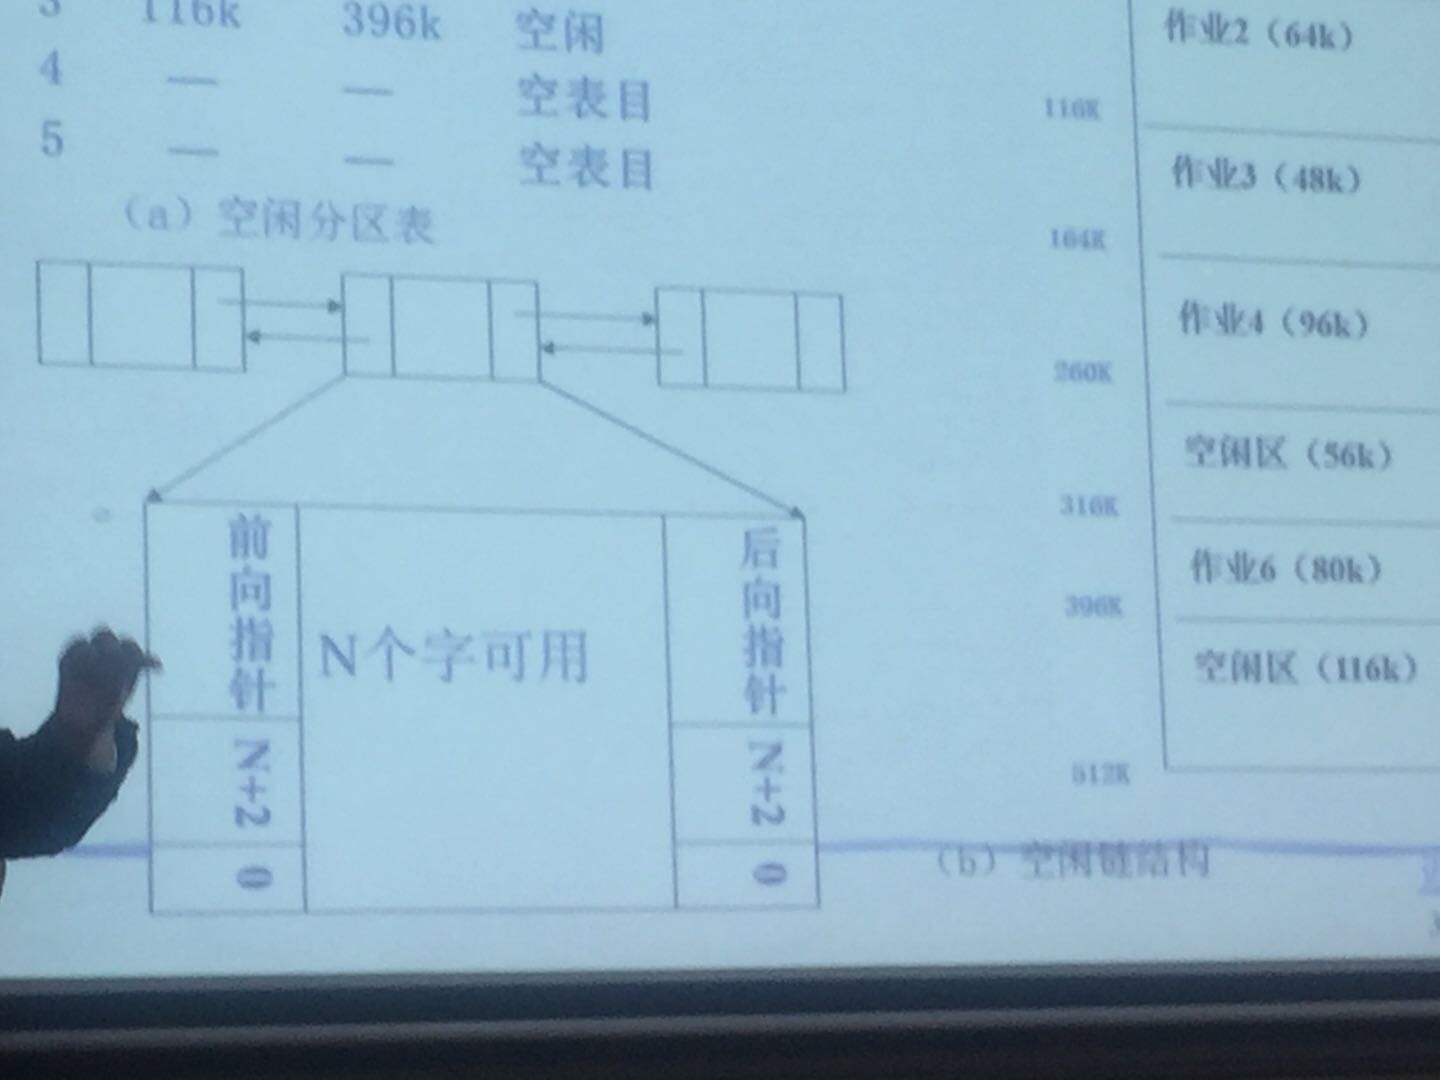 3 116k 396k 空闲
4 — — 空表目
5 — — 空表目
(a) 空闲分区表
前向指针 N+2 0
N个字可用
后向指针 N+2 0
作业2 (64k)
116K
作业3 (48k)
164K
作业4 (96k)
260K
空闲区 (56k)
316K
作业6 (80k)
396K
空闲区 (116k)
512K
(b) 空闲链结构